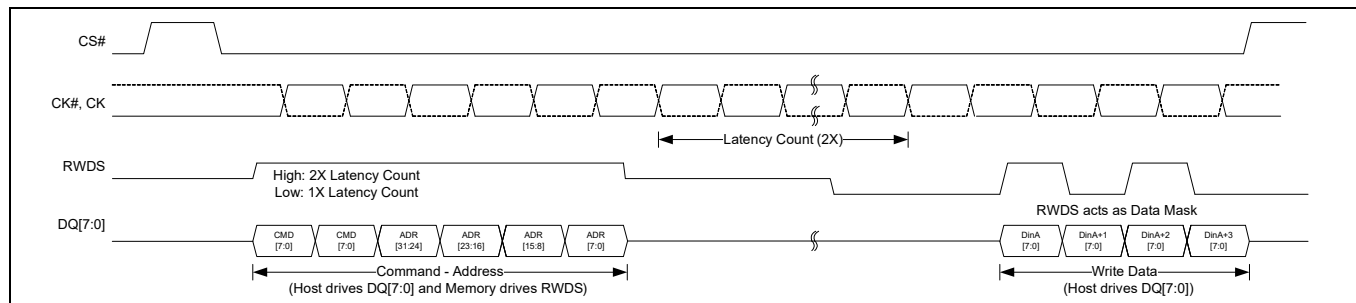 CS#
CK#, CK
Latency Count (2X)
RWDS
High: 2X Latency Count
Low: 1X Latency Count
RWDS acts as Data Mask
DQ[7:0]
CMD CMD ADR ADR ADR ADR DinA DinA+1 DinA+2 DinA+3
[7:0] [7:0] [31:24] [23:16] [15:8] [7:0] [7:0] [7:0] [7:0] [7:0]
Command - Address Write Data
(Host drives DQ[7:0] and Memory drives RWDS) (Host drives DQ[7:0])